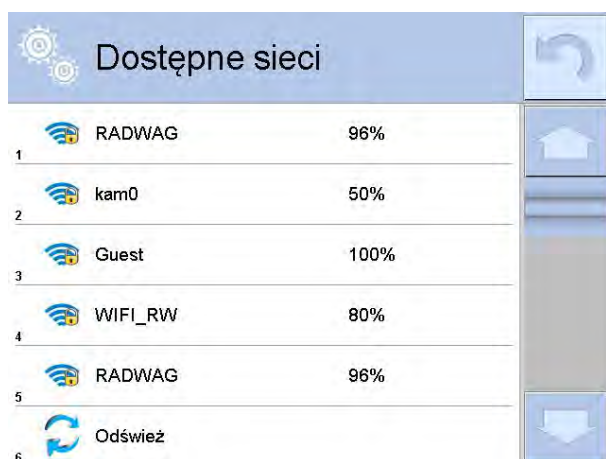 Dostępne sieci
1 RADWAG 96%
2 kam0 50%
3 Guest 100%
4 WIFI_RW 80%
5 RADWAG 96%
6 Odśwież